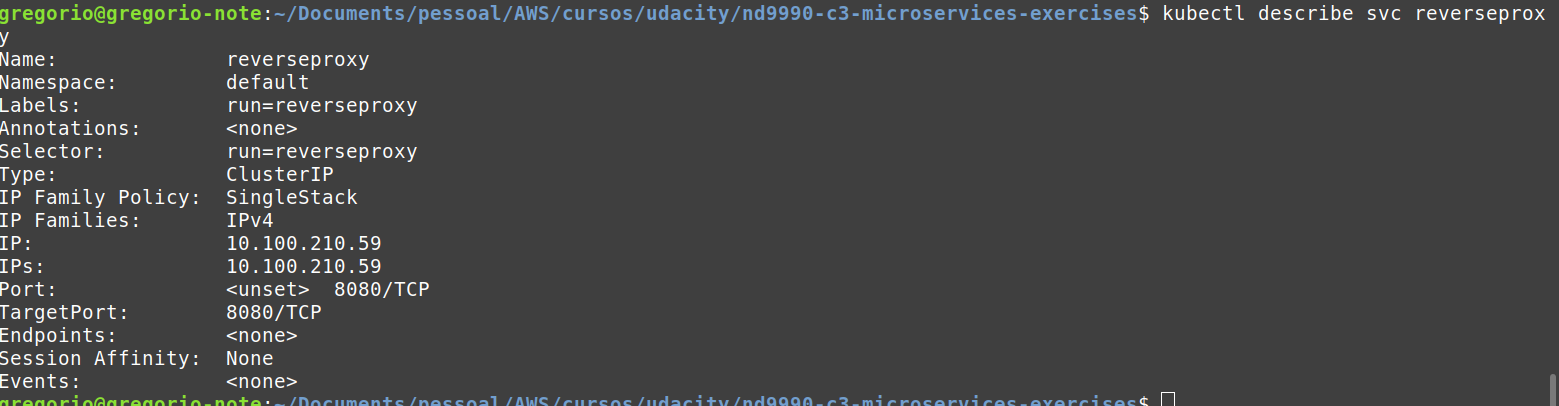 gregorio@gregorio-note:~/Documents/pessoal/AWS/cursos/udacity/nd9990-c3-microservices-exercises$ kubectl describe svc reverseprox
y
Name:              reverseproxy
Namespace:         default
Labels:            run=reverseproxy
Annotations:       <none>
Selector:          run=reverseproxy
Type:              ClusterIP
IP Family Policy:  SingleStack
IP Families:       IPv4
IP:                10.100.210.59
IPs:               10.100.210.59
Port:              <unset>  8080/TCP
TargetPort:        8080/TCP
Endpoints:         <none>
Session Affinity:  None
Events:            <none>
gregorio@gregorio-note:~/Documents/pessoal/AWS/cursos/udacity/nd9990-c3-microservices-exercises$